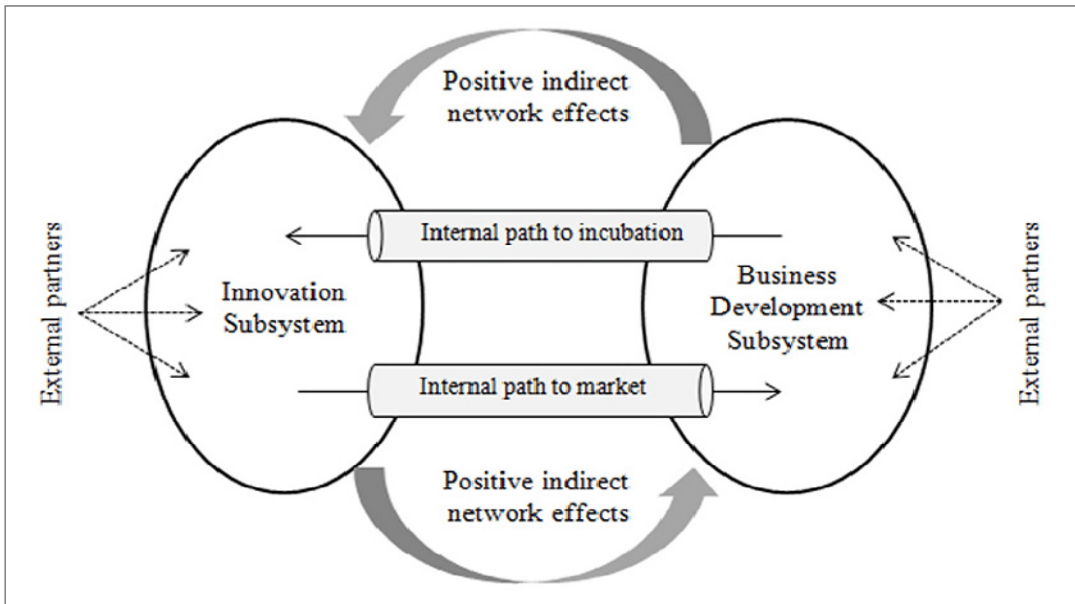 Positive indirect
network effects
Internal path to incubation
External partners
Innovation
Subsystem
Business
Development
Subsystem
External partners
Internal path to market
Positive indirect
network effects